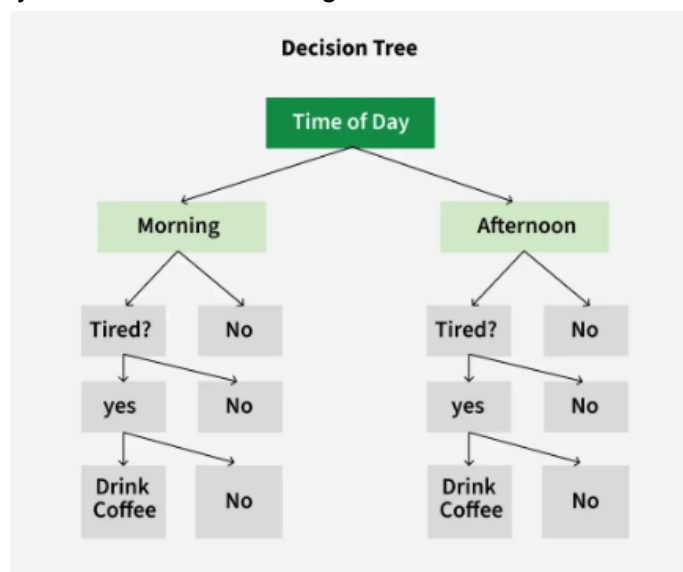 Decision Tree
Time of Day
Morning Afternoon
Tired? No Tired? No
yes No yes No
Drink Coffee No Drink Coffee No